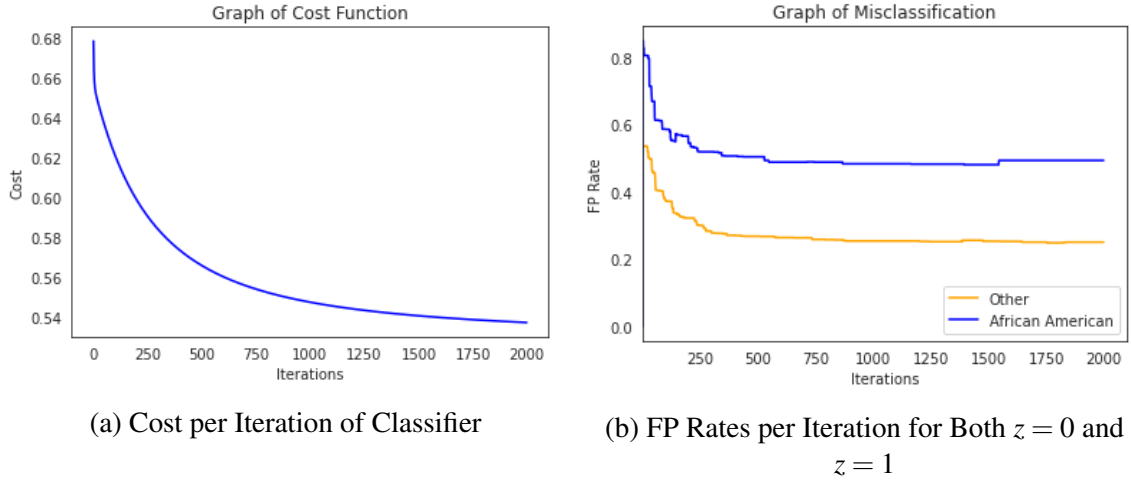 Graph of Cost Function
0.68
0.66
0.64
0.62
0.60
0.58
0.56
0.54
Cost
0
250
500
750
1000
1250
1500
1750
2000
Iterations
(a) Cost per Iteration of Classifier
Graph of Misclassification
0.8
0.6
0.4
0.2
0.0
FP Rate
Other
African American
250
500
750
1000
1250
1500
1750
2000
Iterations
(b) FP Rates per Iteration for Both z = 0 and
z = 1